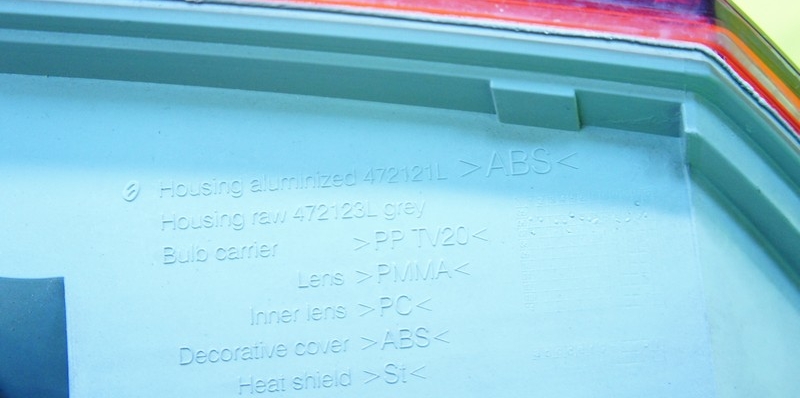 Housing aluminized 472121L >ABS<
Housing raw 472123L grey
Bulb carrier >PP TV20<
Lens >PMMA<
Inner lens >PC<
Decorative cover >ABS<
Heat shield >St<